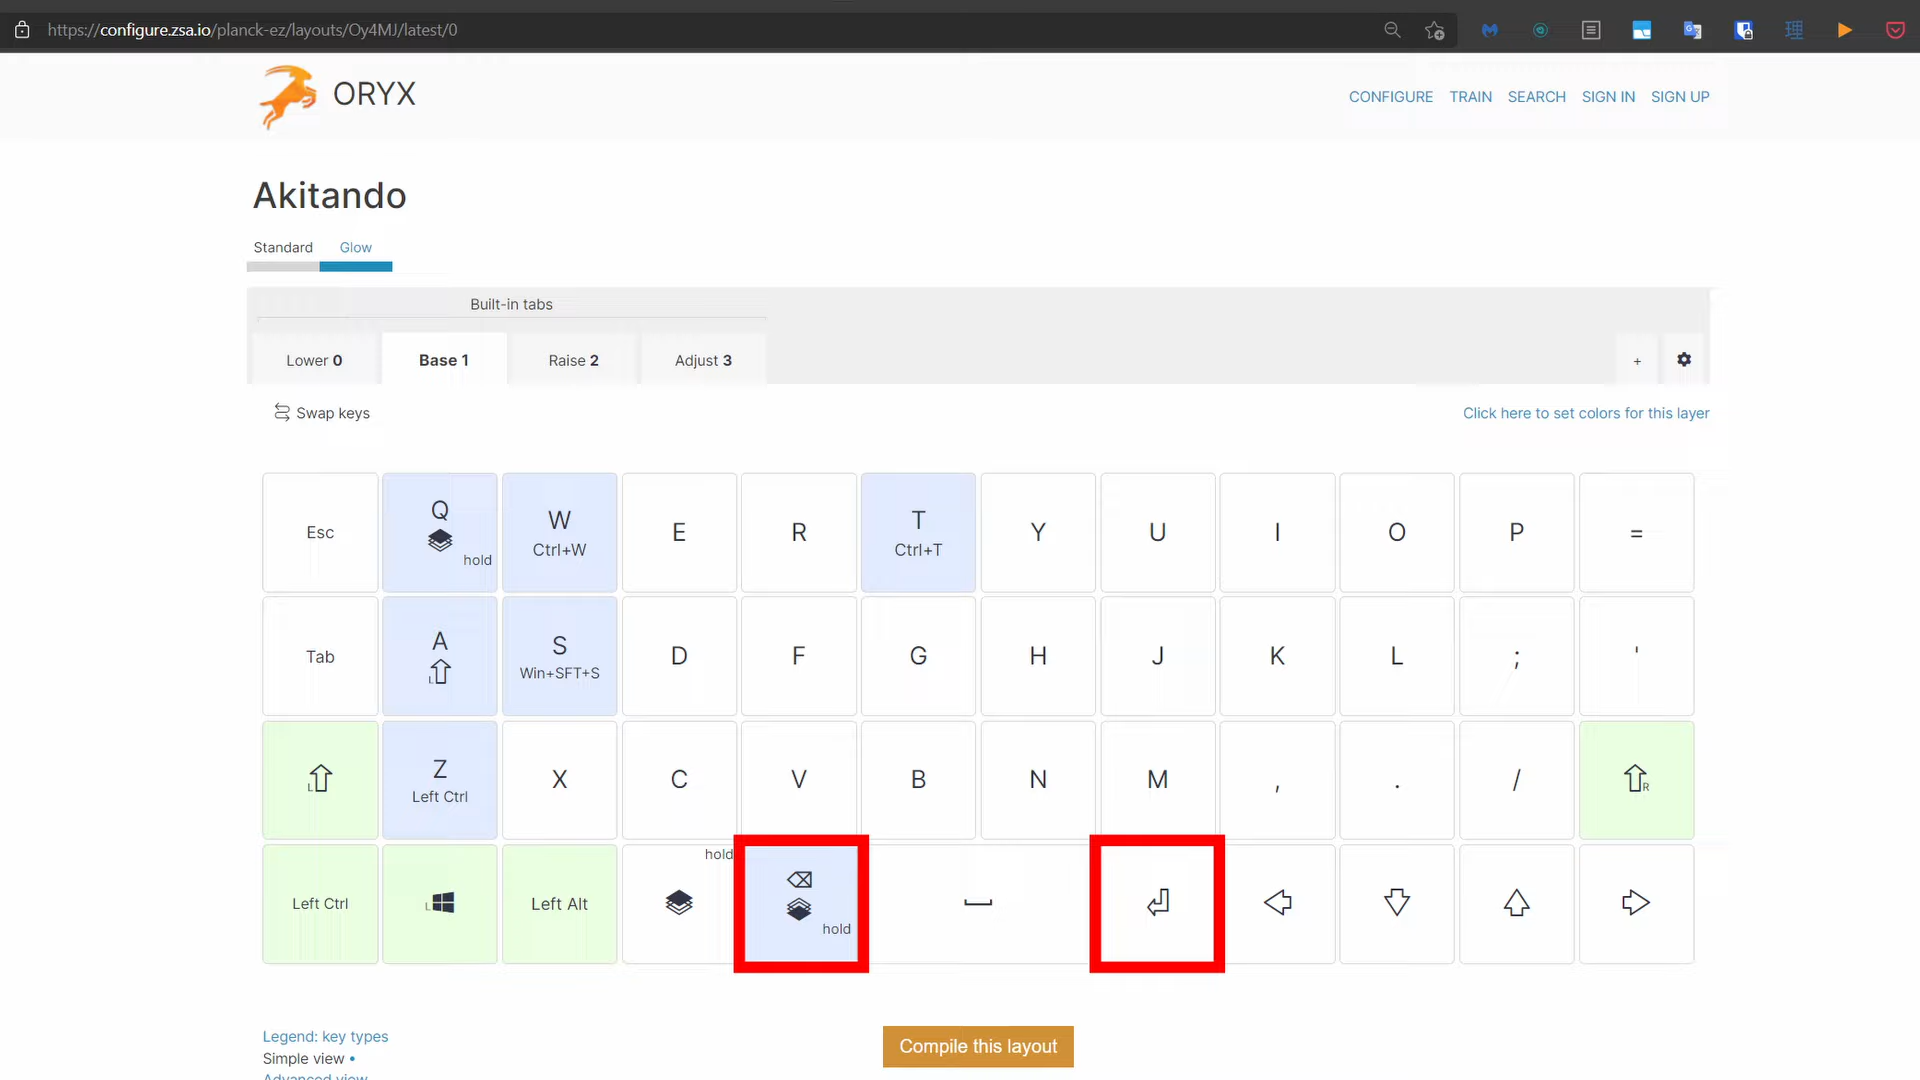 https://configure.zsa.io/planck-ez/layouts/Oy4MJ/latest/0
ORYX
CONFIGURE TRAIN SEARCH SIGN IN SIGN UP
Akitando
Standard Glow
Built-in tabs
Lower 0 Base 1 Raise 2 Adjust 3 +
Swap keys Click here to set colors for this layer
Esc Q hold W Ctrl+W E R T Ctrl+T Y U I O P =
Tab A L S Win+SFT+S D F G H J K L ; '
L Z Left Ctrl X C V B N M , . / R
Left Ctrl L Left Alt hold hold
Legend: key types
Simple view •
Advanced view
Compile this layout